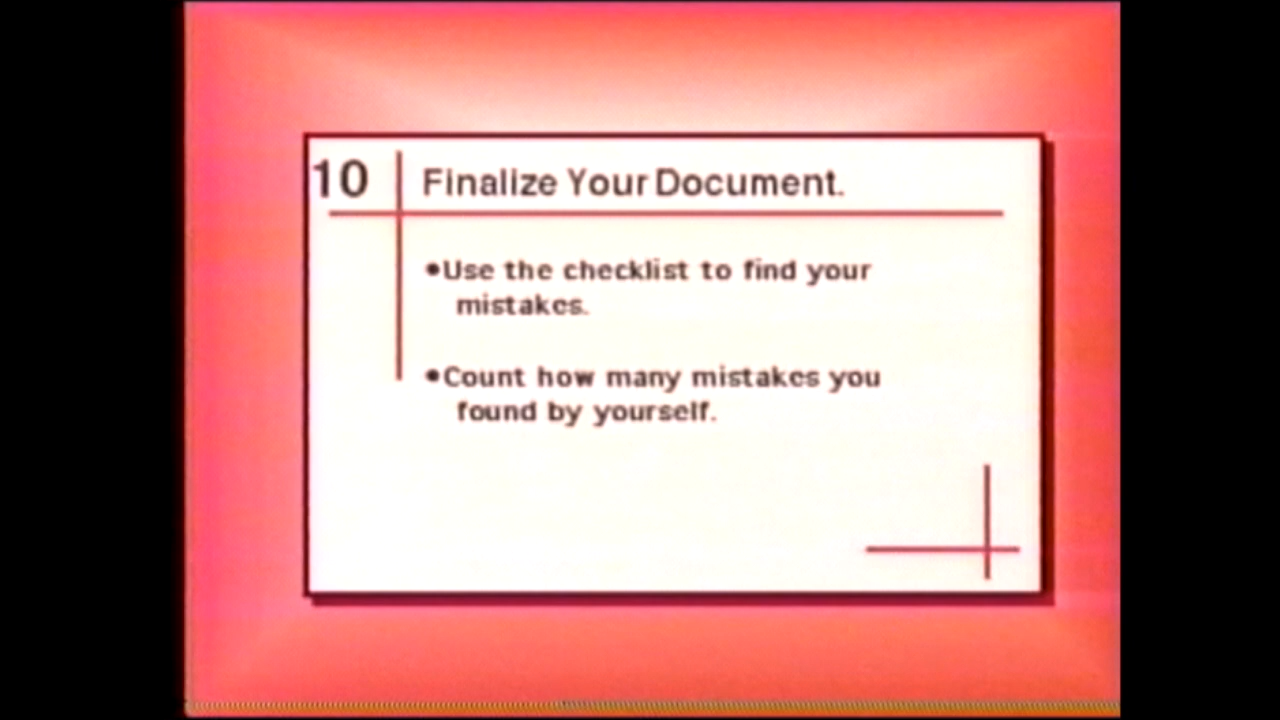 10 Finalize Your Document.
•Use the checklist to find your
mistakes.
•Count how many mistakes you
found by yourself.